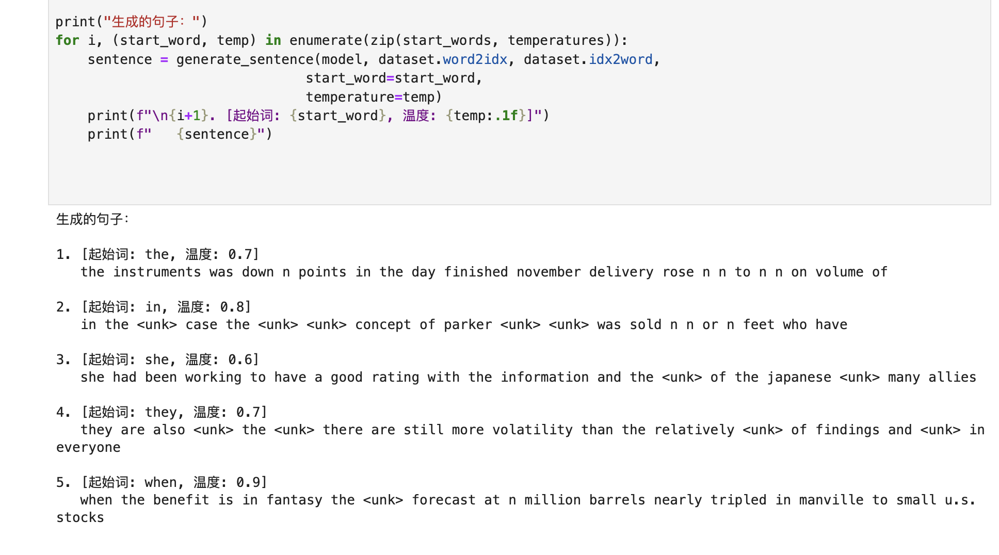 print("生成的句子：")
for i, (start_word, temp) in enumerate(zip(start_words, temperatures)):
    sentence = generate_sentence(model, dataset.word2idx, dataset.idx2word,
                               start_word=start_word,
                               temperature=temp)
    print(f"\n{i+1}. [起始词: {start_word}, 温度: {temp:.1f}]")
    print(f"   {sentence}")
生成的句子：
1. [起始词: the, 温度: 0.7]
   the instruments was down n points in the day finished november delivery rose n n to n n on volume of
2. [起始词: in, 温度: 0.8]
   in the <unk> case the <unk> <unk> concept of parker <unk> <unk> was sold n n or n feet who have
3. [起始词: she, 温度: 0.6]
   she had been working to have a good rating with the information and the <unk> of the japanese <unk> many allies
4. [起始词: they, 温度: 0.7]
   they are also <unk> the <unk> there are still more volatility than the relatively <unk> of findings and <unk> in
everyone
5. [起始词: when, 温度: 0.9]
   when the benefit is in fantasy the <unk> forecast at n million barrels nearly tripled in manville to small u.s.
stocks